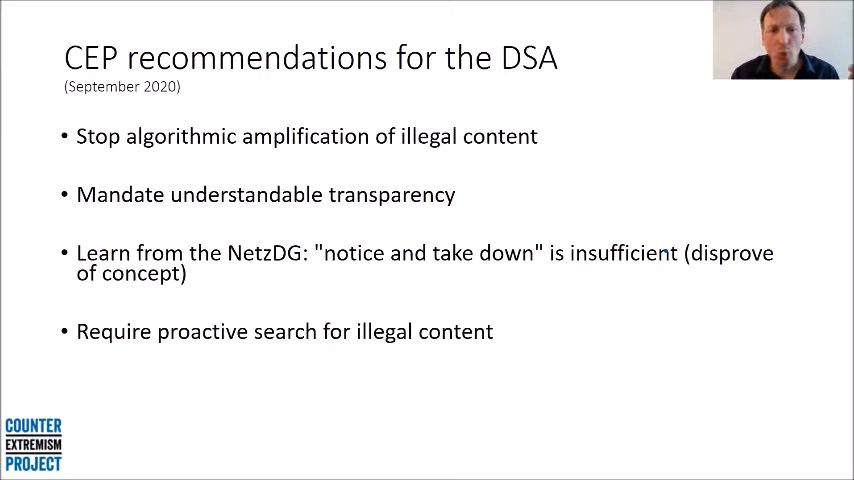 CEP recommendations for the DSA
(September 2020)
• Stop algorithmic amplification of illegal content
• Mandate understandable transparency
• Learn from the NetzDG: "notice and take down" is insufficient (disprove
of concept)
• Require proactive search for illegal content
COUNTER
EXTREMISM
PROJECT